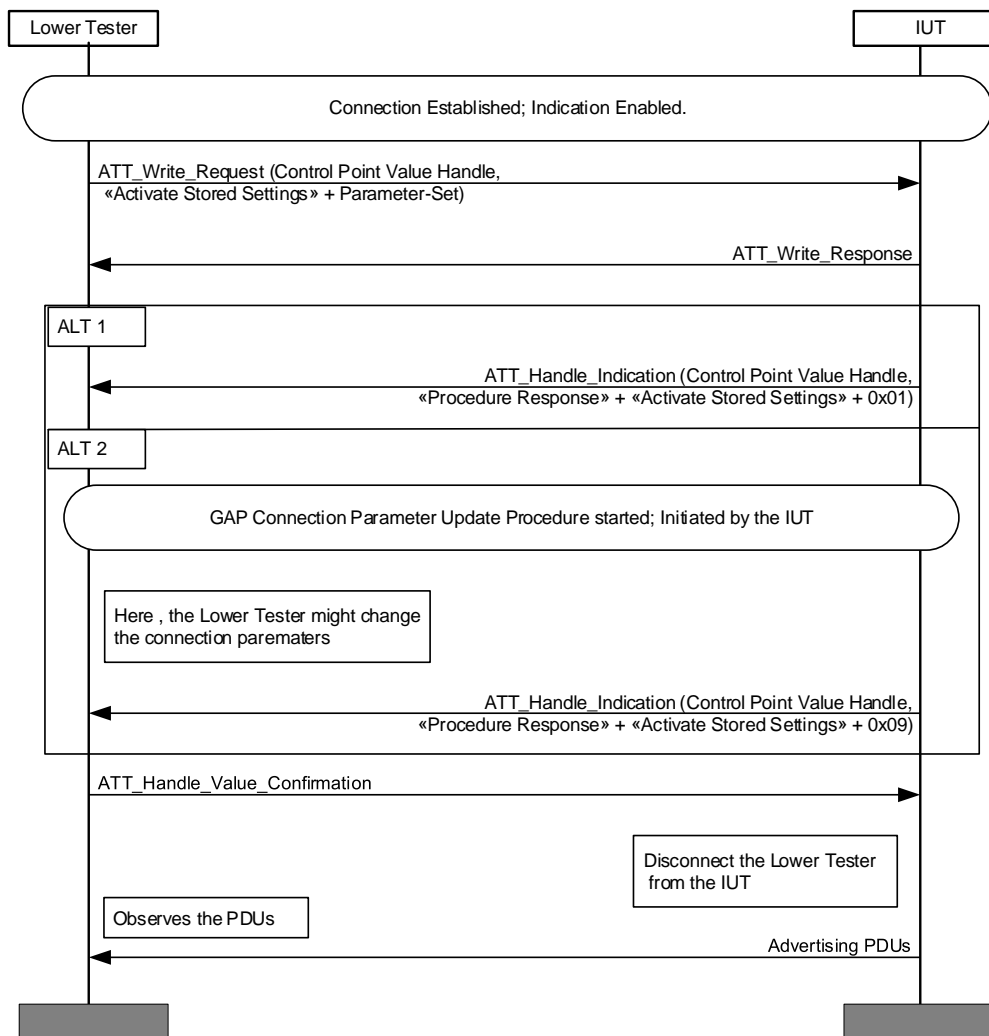 Lower Tester
IUT
Connection Established; Indication Enabled.
ATT_Write_Request (Control Point Value Handle,
«Activate Stored Settings» + Parameter-Set)
ATT_Write_Response
ALT 1
ATT_Handle_Indication (Control Point Value Handle,
«Procedure Response» + «Activate Stored Settings» + 0x01)
ALT 2
GAP Connection Parameter Update Procedure started; Initiated by the IUT
Here , the Lower Tester might change
the connection parematers
ATT_Handle_Indication (Control Point Value Handle,
«Procedure Response» + «Activate Stored Settings» + 0x09)
ATT_Handle_Value_Confirmation
Disconnect the Lower Tester
from the IUT
Observes the PDUs
Advertising PDUs